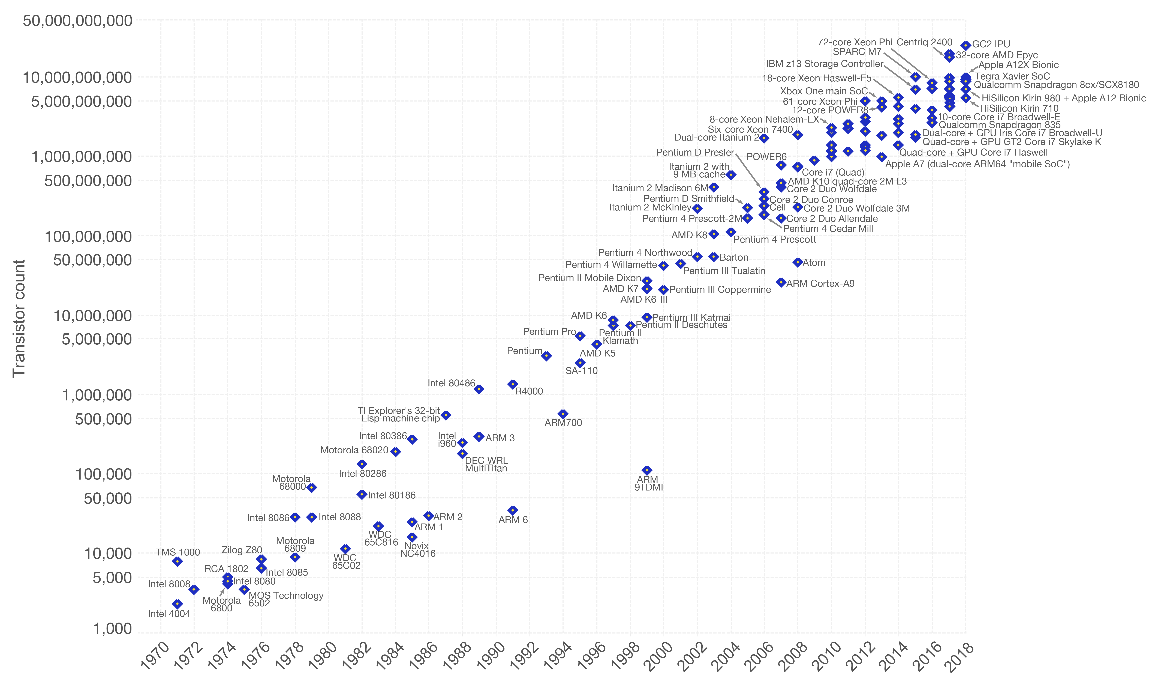 50,000,000,000
72-core Xeon Phi Centriq 2400
GC2 IPU
SPARC M7
32-core AMD Epyc
IBM z13 Storage Controller
Apple A12X Bionic
10,000,000,000
18-core Xeon Haswell-E5
Tegra Xavier SoC
Qualcomm Snapdragon 8cx/SCX8180
Xbox One main SoC
5,000,000,000
61-core Xeon Phi
HiSilicon Kirin 980 + Apple A12 Bionic
12-core POWER8
HiSilicon Kirin 710
8-core Xeon Nehalem-EX
10-core Core i7 Broadwell-E
Six-core Xeon 7400
Qualcomm Snapdragon 835
Dual-core Itanium 2
Dual-core + GPU Iris Core i7 Broadwell-U
Dual-core + GPU GT2 Core i7 Skylake K
Pentium D Presler
POWER6
Quad-core + GPU Core i7 Haswell
1,000,000,000
Apple A7 (dual-core ARM64 "mobile SoC")
Itanium 2 with
9 MB cache
Core i7 (Quad)
500,000,000
AMD K10 quad-core 2M L3
Itanium 2 Madison 6M
Core 2 Duo Wolfdale
Pentium D Smithfield
Core 2 Duo Conroe
Itanium 2 McKinley
Cell
Core 2 Duo Wolfdale 3M
Pentium 4 Prescott-2M
Core 2 Duo Allendale
Pentium 4 Cedar Mill
100,000,000
AMD K8
Pentium 4 Prescott
Pentium 4 Northwood
Barton
50,000,000
Pentium 4 Willamette
Pentium III Tualatin
Atom
Pentium II Mobile Dixon
ARM Cortex-A9
AMD K7
Pentium III Coppermine
AMD K6-III
10,000,000
AMD K6
Pentium III Katmai
Pentium II Deschutes
Pentium Pro
Pentium II
Klamath
5,000,000
Pentium
AMD K5
SA-110
Transistor count
Intel 80486
R4000
1,000,000
TI Explorer's 32-bit
Lisp machine chip
500,000
ARM700
Intel 80386
Intel
i960
ARM 3
Motorola 68020
DEC WRL
MultiTitan
Intel 80286
100,000
Motorola
68000
ARM
9TDMI
50,000
Intel 80186
Intel 8086
Intel 8088
ARM 2
ARM 6
ARM 1
WDC
65C816
Novix
NC4016
Motorola
6809
WDC
65C02
10,000
TMS 1000
Zilog Z80
RCA 1802
Intel 8085
5,000
Intel 8008
Intel 8080
MOS Technology
6502
Motorola
6800
Intel 4004
1,000
1970
1972
1974
1976
1978
1980
1982
1984
1986
1988
1990
1992
1994
1996
1998
2000
2002
2004
2006
2008
2010
2012
2014
2016
2018